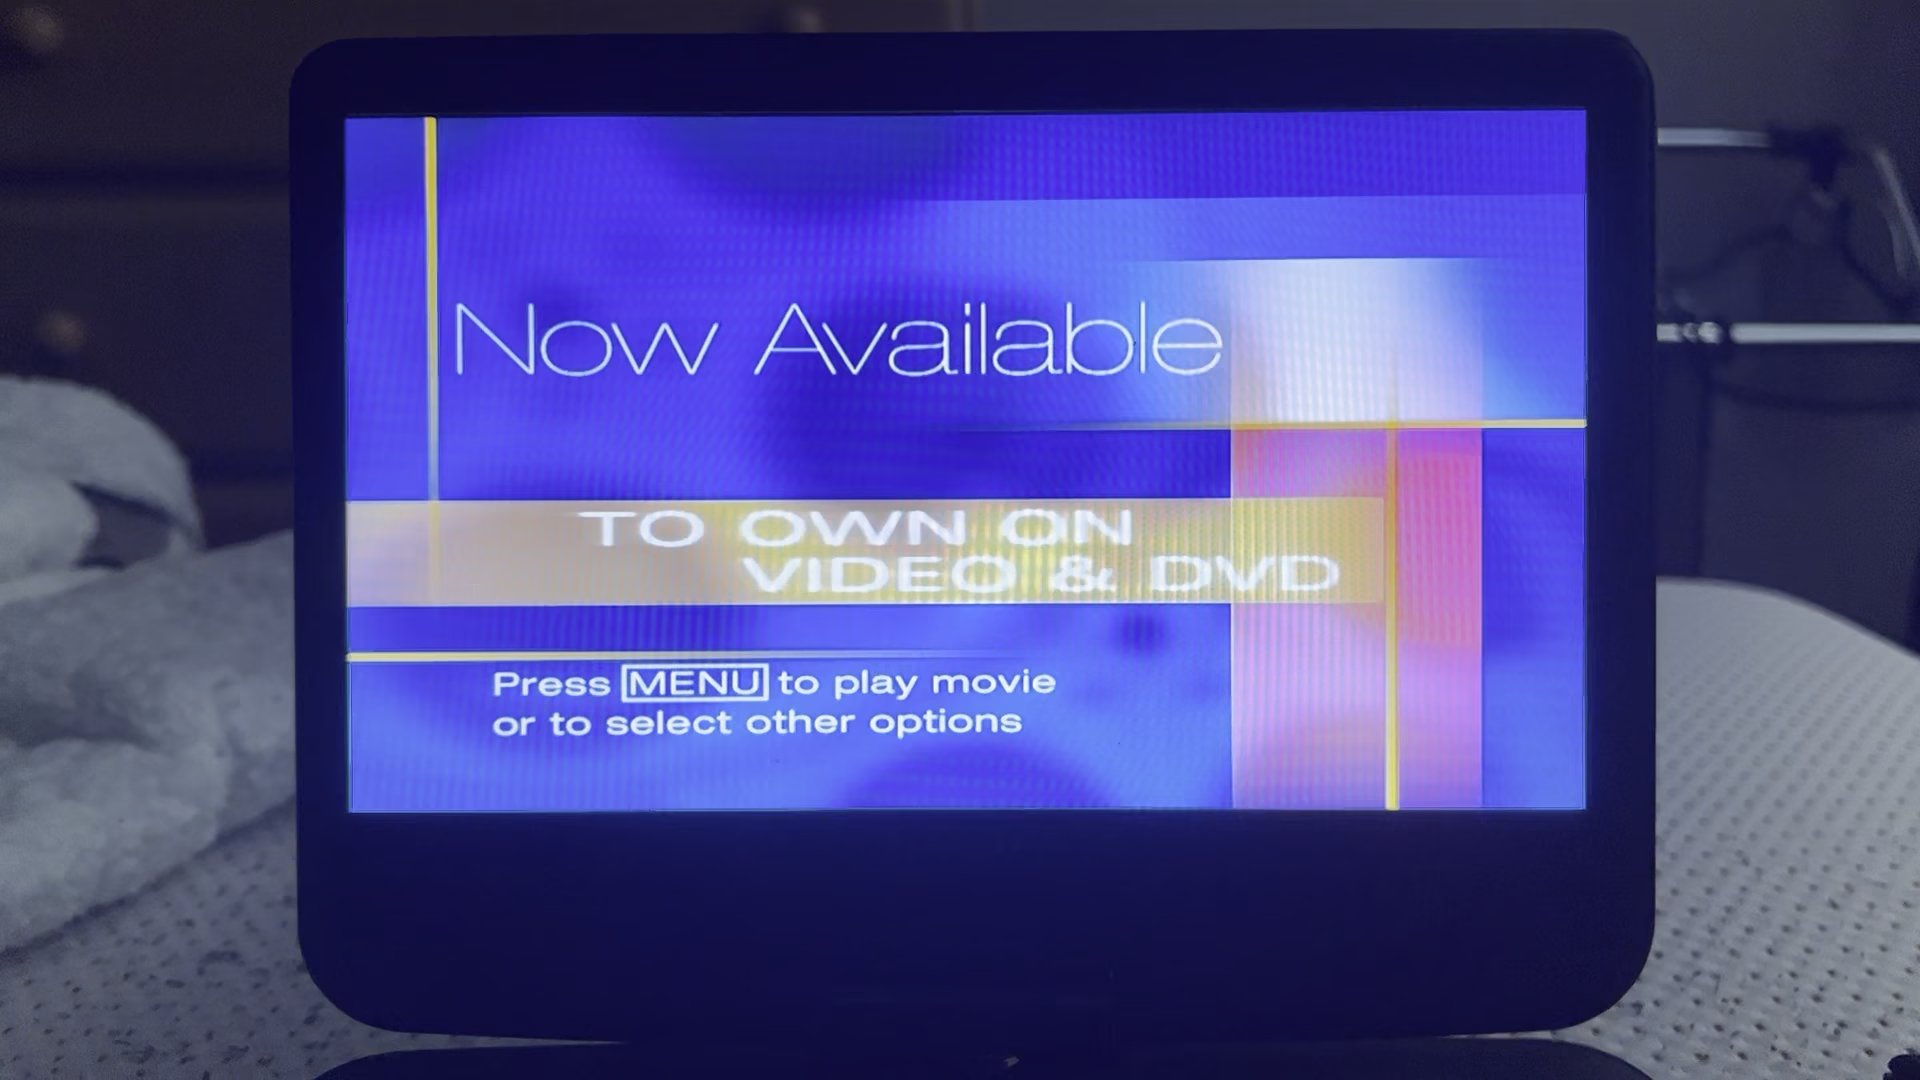 Now Available
TO OWN ON
VIDEO & DVD
Press MENU to play movie
or to select other options